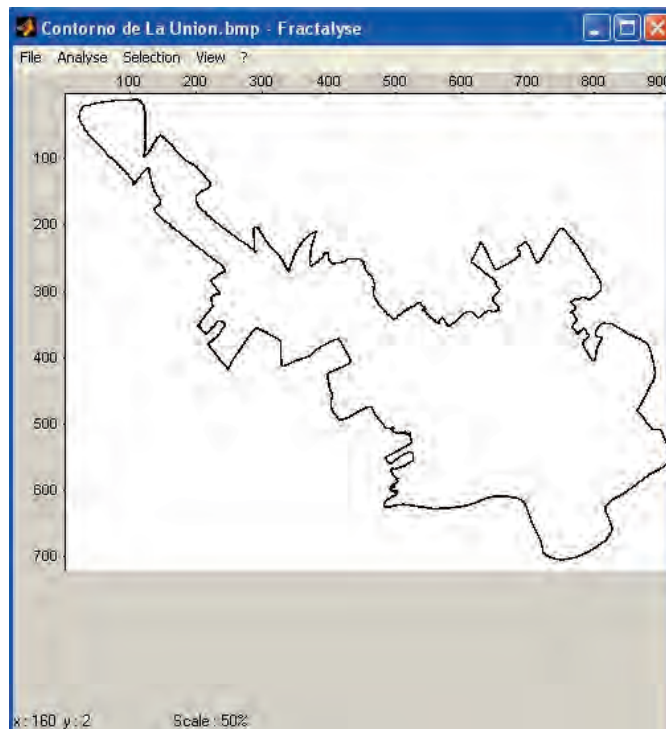 Contorno de La Union.bmp - Fractalyse
File Analyse Selection View ?
100 200 300 400 500 600 700 800 900
100
200
300
400
500
600
700
x : 160 y : 2 Scale : 50%